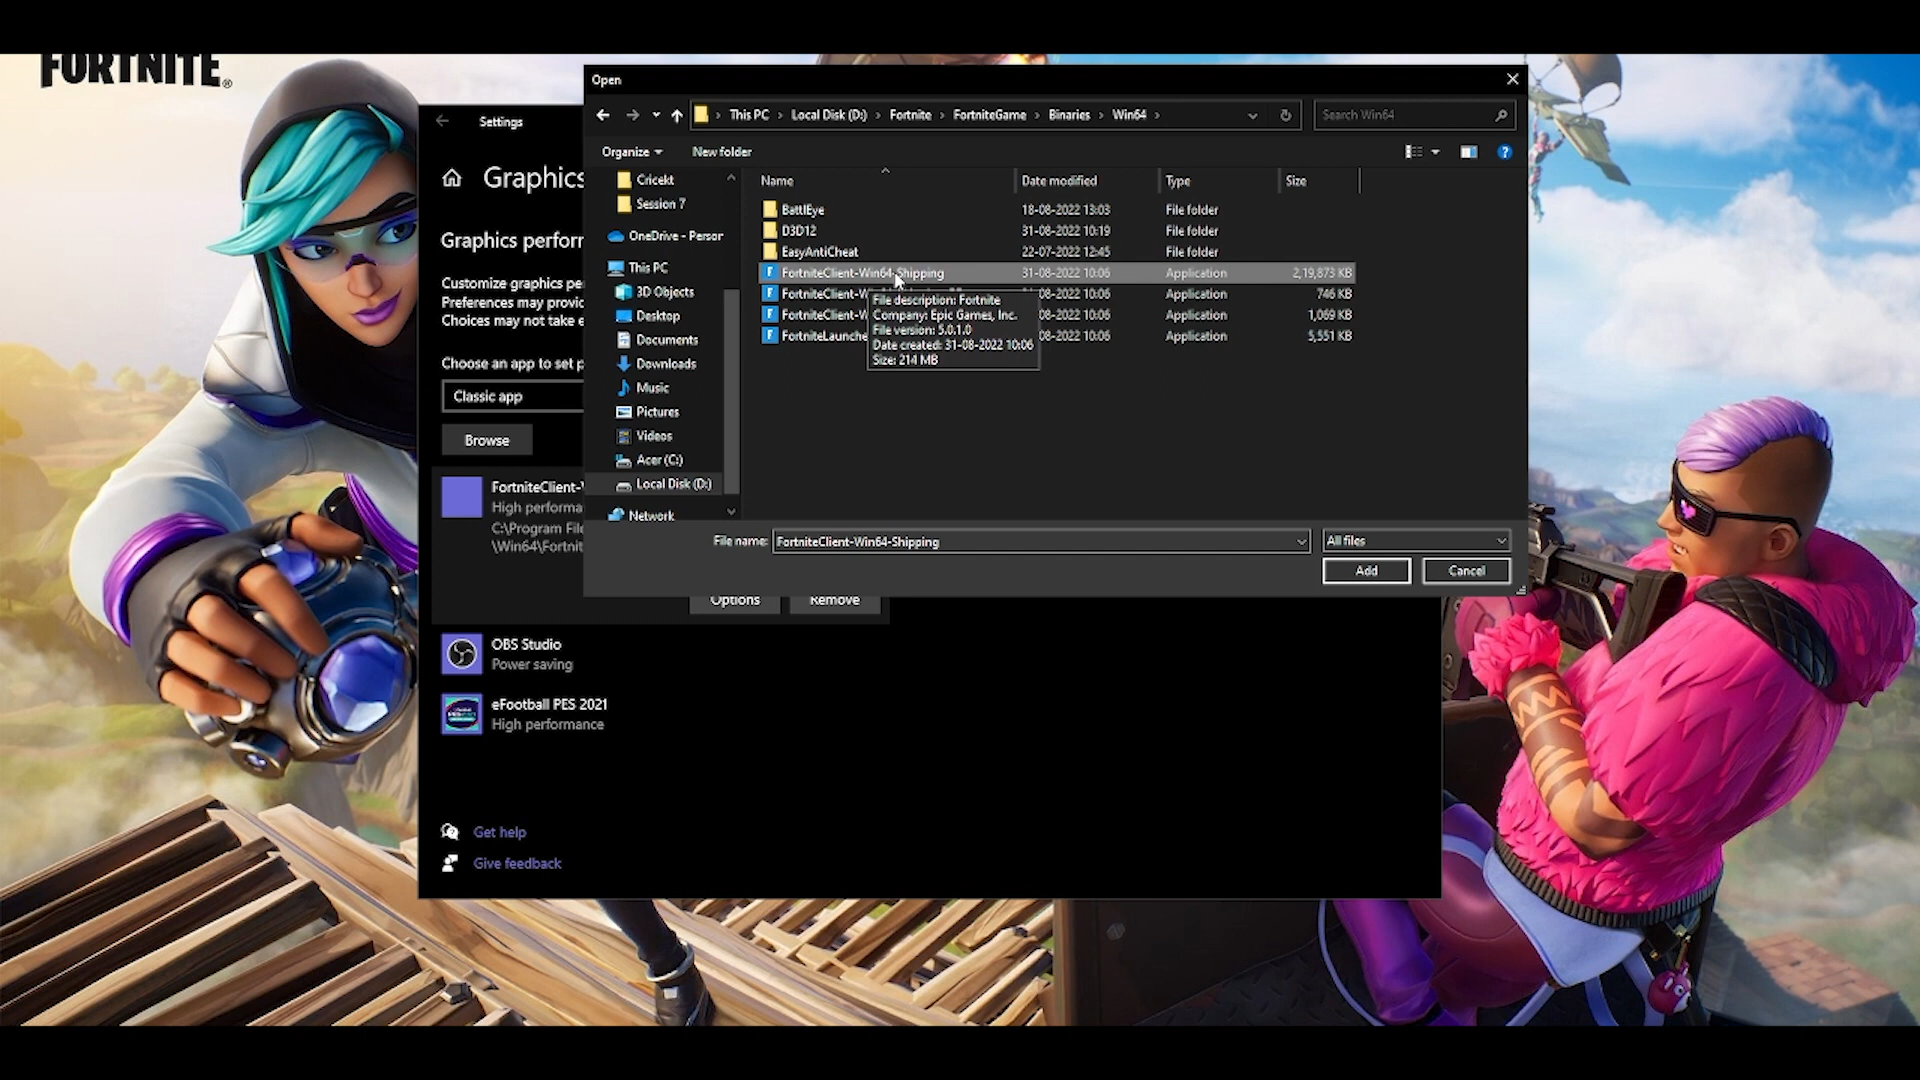 FORTNITE®
Settings
Graphics
Graphics perfor
Customize graphics pe
Preferences may provid
Choices may not take e
Choose an app to set p
Classic app
Browse
FortniteClient-W
High performa
C:\Program File
\Win64\Fortnit
Options Remove
OBS Studio
Power saving
eFootball PES 2021
High performance
Get help
Give feedback
Open
This PC > Local Disk (D:) > Fortnite > FortniteGame > Binaries > Win64 >
Search Win64
Organize New folder
Cricekt
Session 7
OneDrive - Person
This PC
3D Objects
Desktop
Documents
Downloads
Music
Pictures
Videos
Acer (C:)
Local Disk (D:)
Network
Name Date modified Type Size
BattlEye 18-08-2022 13:03 File folder
D3D12 31-08-2022 10:19 File folder
EasyAntiCheat 22-07-2022 12:45 File folder
FortniteClient-Win64-Shipping 31-08-2022 10:06 Application 2,19,873 KB
FortniteClient-W -08-2022 10:06 Application 746 KB
FortniteClient-W 08-2022 10:06 Application 1,069 KB
FortniteLaunche 08-2022 10:06 Application 5,551 KB
File description: Fortnite
Company: Epic Games, Inc.
File version: 5.0.1.0
Date created: 31-08-2022 10:06
Size: 214 MB
File name: FortniteClient-Win64-Shipping All files
Add Cancel